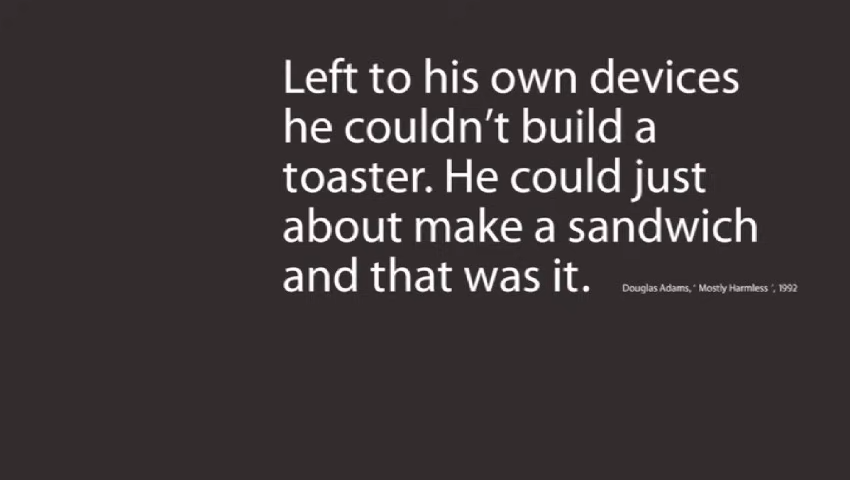 Left to his own devices
he couldn’t build a
toaster. He could just
about make a sandwich
and that was it. Douglas Adams, ‘ Mostly Harmless ’, 1992